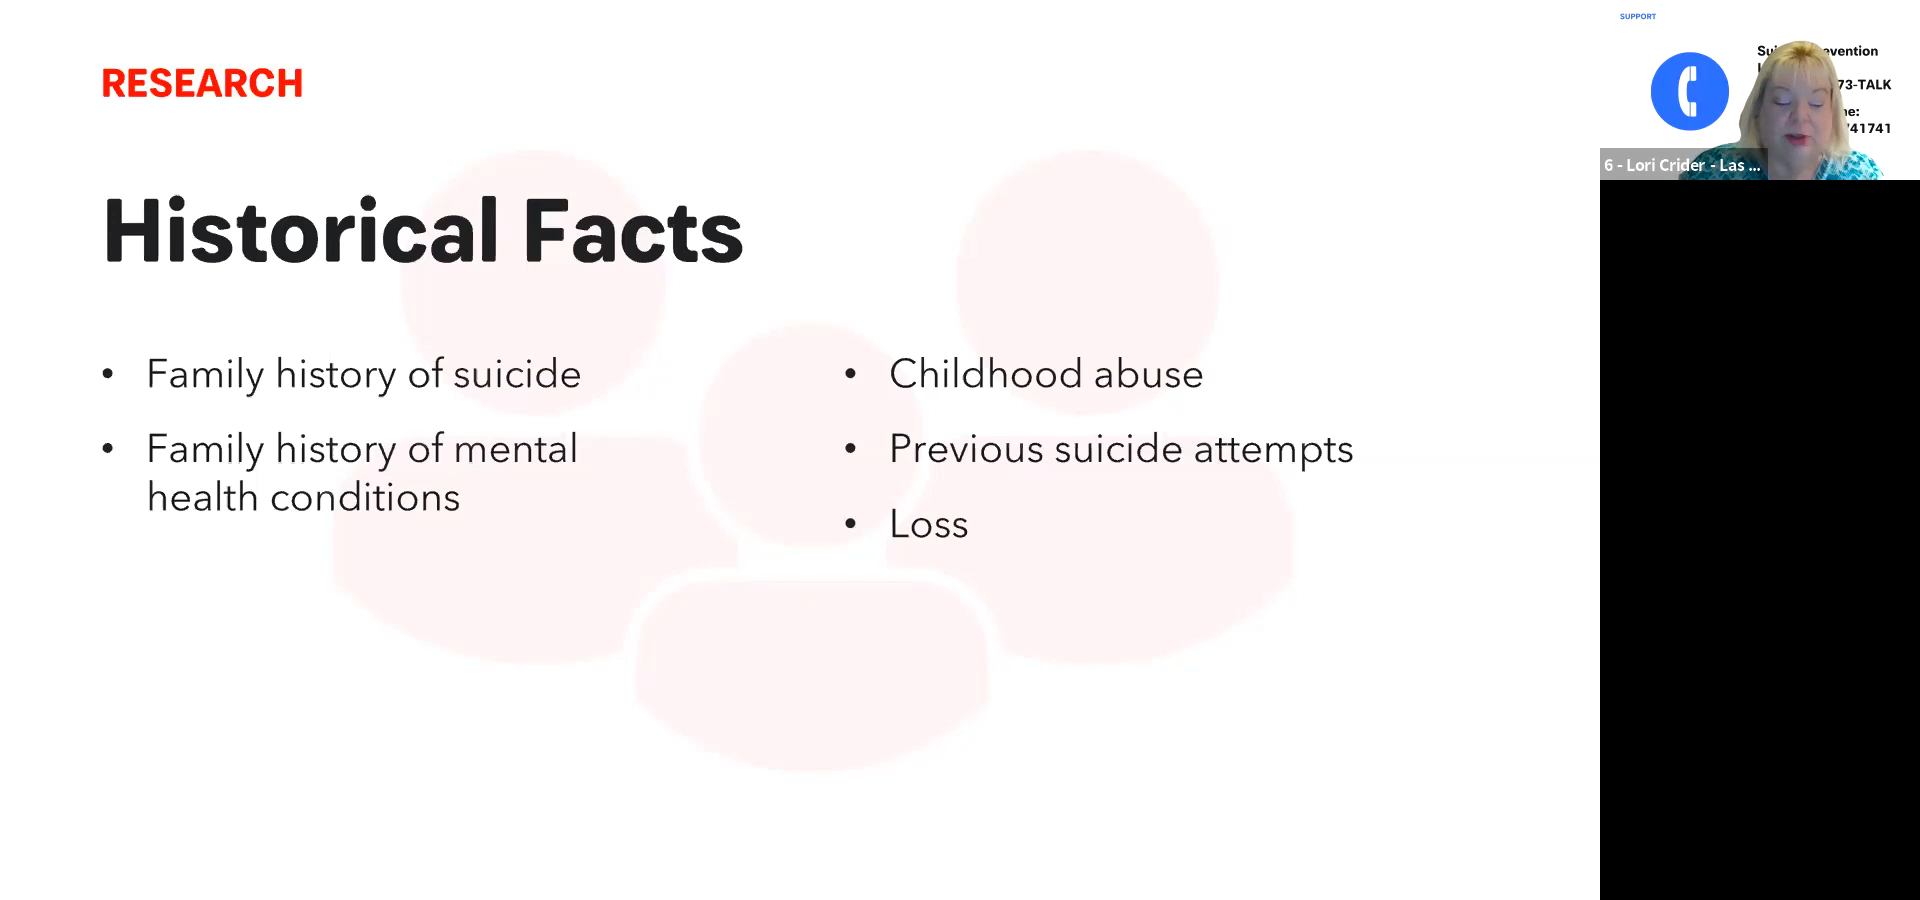 RESEARCH
Historical Facts
• Family history of suicide
• Family history of mental
health conditions
• Childhood abuse
• Previous suicide attempts
• Loss
SUPPORT
73-TALK
41741
6 - Lori Crider - Las ...